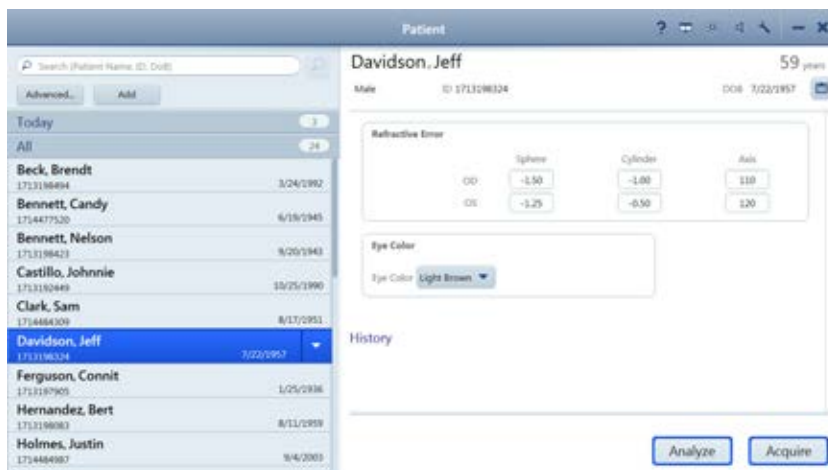 Patient
?
Search (Patient Name, ID, DoB)
Advanced... Add
Today 3
All 24
Beck, Brendt
1713198494 3/24/1992
Bennett, Candy
1714477520 6/19/1945
Bennett, Nelson
1713198423 9/20/1943
Castillo, Johnnie
1713192449 10/25/1990
Clark, Sam
1714484309 8/17/1951
Davidson, Jeff
1713198324 7/22/1957
Ferguson, Connit
1713197905 1/25/1936
Hernandez, Bert
1713198083 8/11/1959
Holmes, Justin
1714484987 9/4/2003
Davidson, Jeff 59 years
Male ID 1713198324 DOB 7/22/1957
Refractive Error
Sphere Cylinder Axis
OD -1.50 -1.00 110
OS -1.25 -0.50 120
Eye Color
Eye Color Light Brown
History
Analyze Acquire